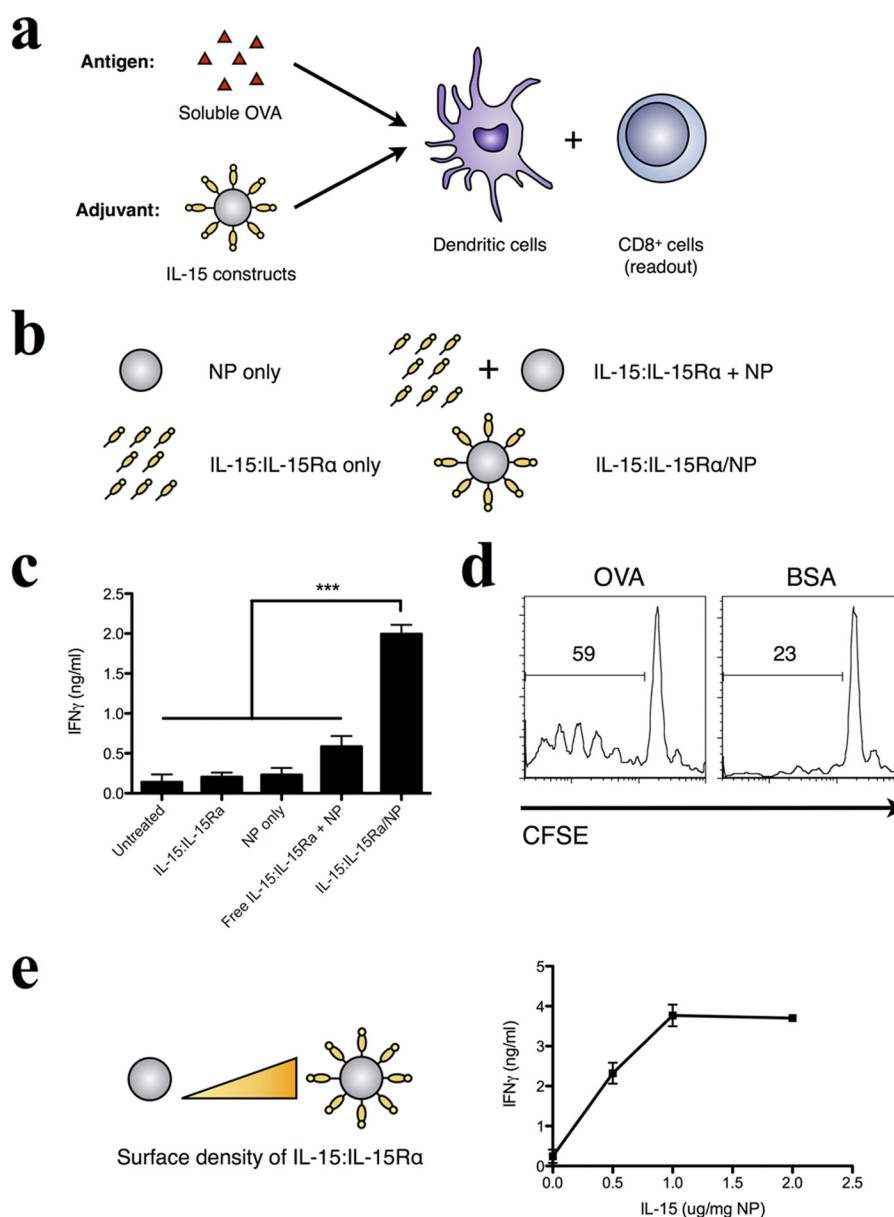 a
Antigen:
Soluble OVA
Adjuvant:
IL-15 constructs
Dendritic cells
+
CD8⁺ cells
(readout)
b
NP only
+
IL-15:IL-15Rα + NP
IL-15:IL-15Rα only
IL-15:IL-15Rα/NP
c
IFNγ (ng/ml)
2.5
2.0
1.5
1.0
0.5
0.0
***
Untreated
IL-15:IL-15Ra
NP only
Free IL-15:IL-15Ra + NP
IL-15:IL-15Ra/NP
d
OVA
BSA
59
23
CFSE
e
Surface density of IL-15:IL-15Rα
IFNγ (ng/ml)
5
4
3
2
1
0
0.0 0.5 1.0 1.5 2.0 2.5
IL-15 (ug/mg NP)